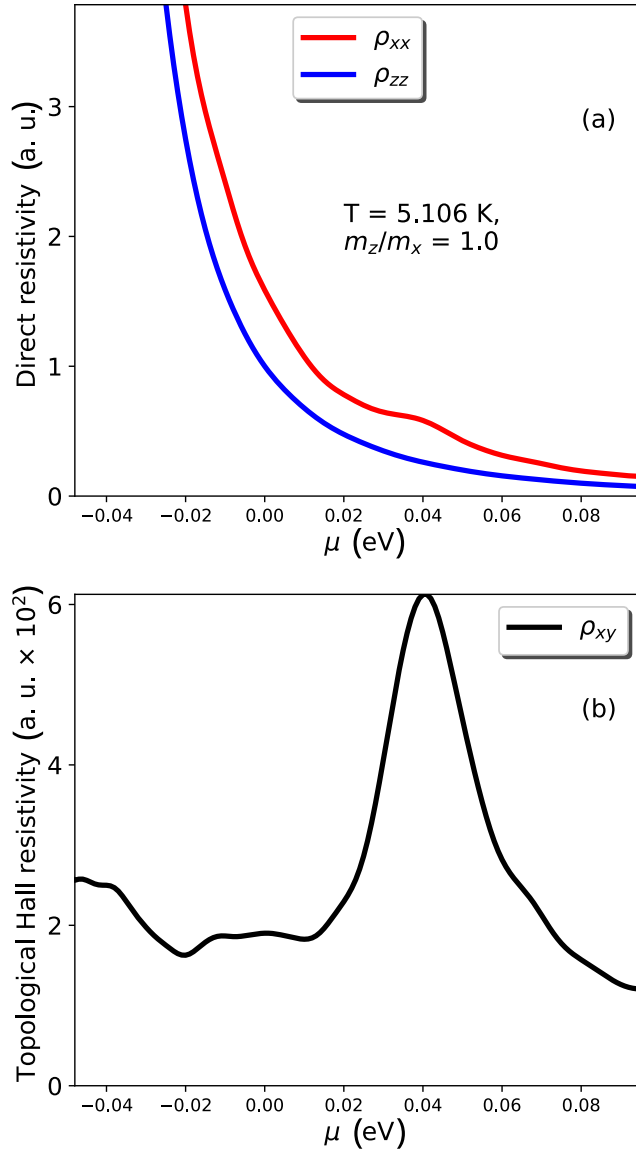 Direct resistivity (a. u.)
3
2
1
0
ρxx
ρzz
(a)
T = 5.106 K,
mz/mx = 1.0
−0.04 −0.02 0.00 0.02 0.04 0.06 0.08
μ (eV)
Topological Hall resistivity (a. u. × 10²)
6
4
2
0
ρxy
(b)
−0.04 −0.02 0.00 0.02 0.04 0.06 0.08
μ (eV)